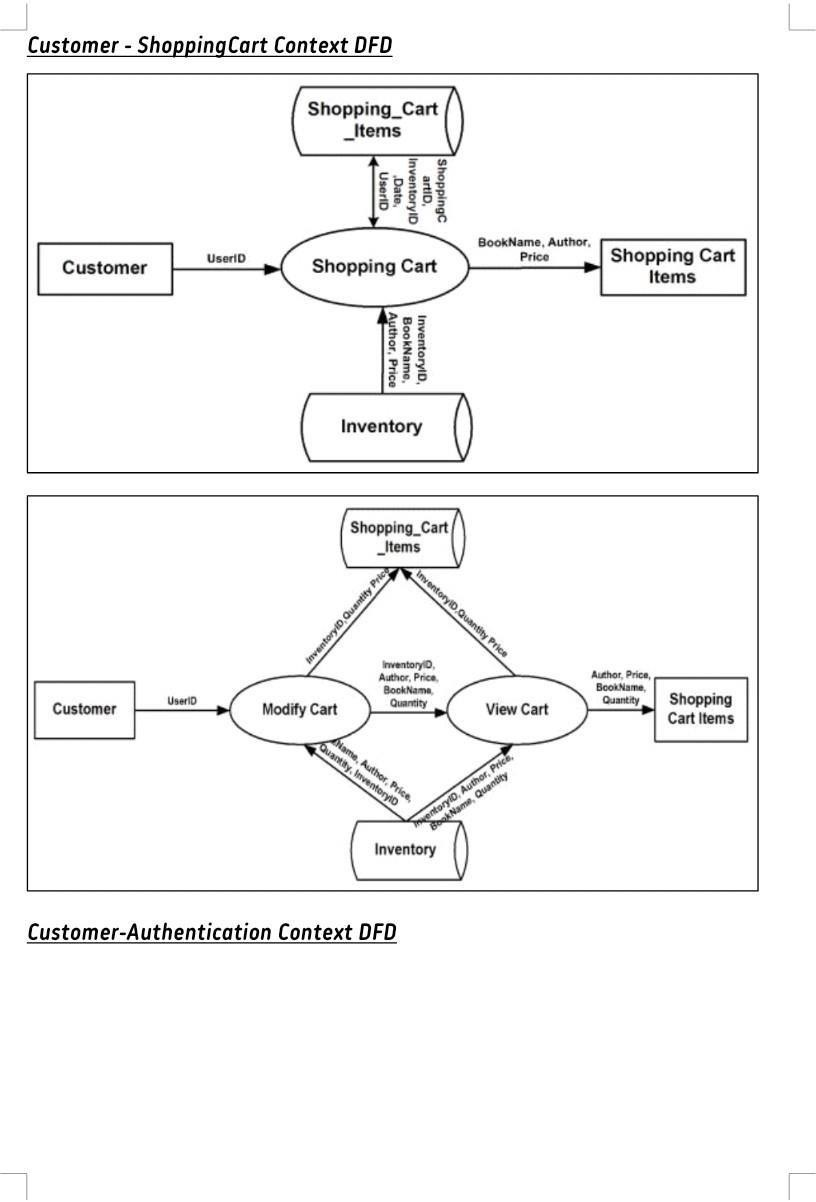 Customer - ShoppingCart Context DFD
Shopping_Cart
_Items
ShoppingC
artID,
InventoryID
,Date,
UserID
Customer
UserID
Shopping Cart
BookName, Author,
Price
Shopping Cart
Items
InventoryID,
BookName,
Author, Price
Inventory
Shopping_Cart
_Items
InventoryID,Quantity Price
InventoryID,Quantity Price
Customer
UserID
Modify Cart
InventoryID,
Author, Price,
BookName,
Quantity
View Cart
Author, Price,
BookName,
Quantity
Shopping
Cart Items
Name, Author, Price,
Quantity, InventoryID
InventoryID, Author, Price,
BookName, Quantity
Inventory
Customer-Authentication Context DFD